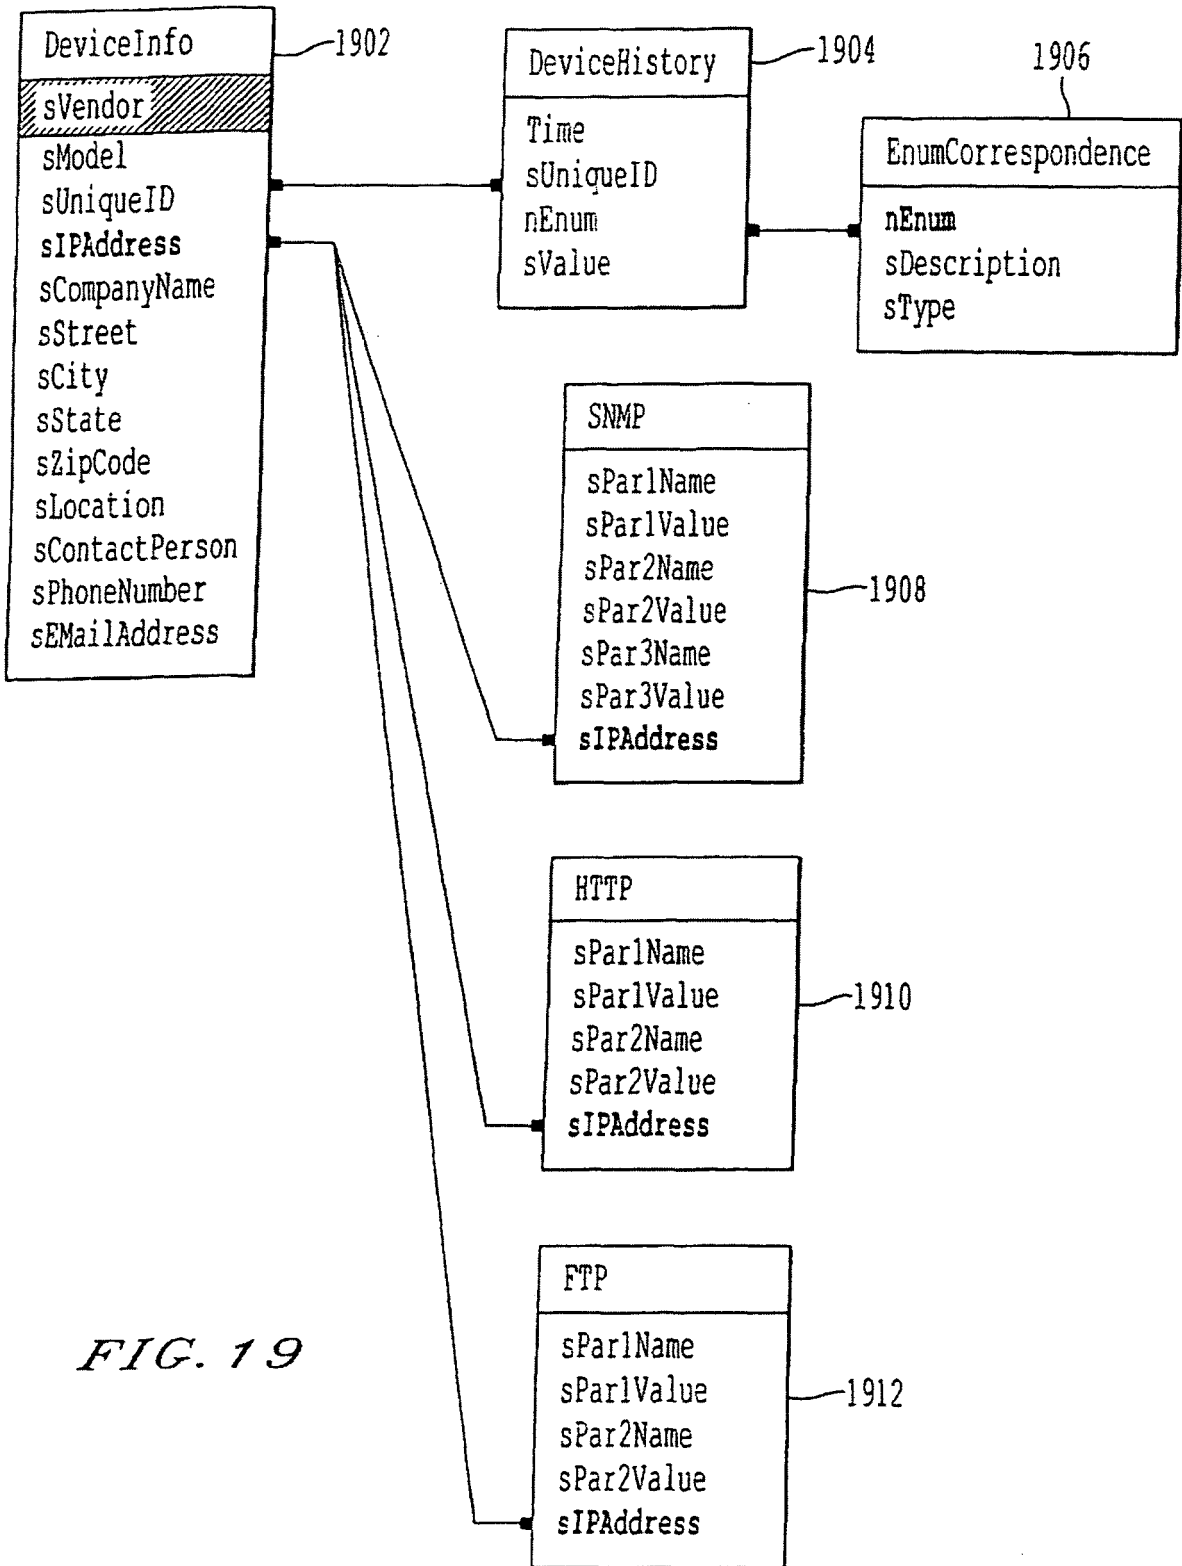 DeviceInfo
1902
sVendor
sModel
sUniqueID
sIPAddress
sCompanyName
sStreet
sCity
sState
sZipCode
sLocation
sContactPerson
sPhoneNumber
sEMailAddress
DeviceHistory
1904
Time
sUniqueID
nEnum
sValue
1906
EnumCorrespondence
nEnum
sDescription
sType
SNMP
sPar1Name
sPar1Value
sPar2Name
sPar2Value
sPar3Name
sPar3Value
sIPAddress
1908
HTTP
sPar1Name
sPar1Value
sPar2Name
sPar2Value
sIPAddress
1910
FTP
sPar1Name
sPar1Value
sPar2Name
sPar2Value
sIPAddress
1912
FIG. 19